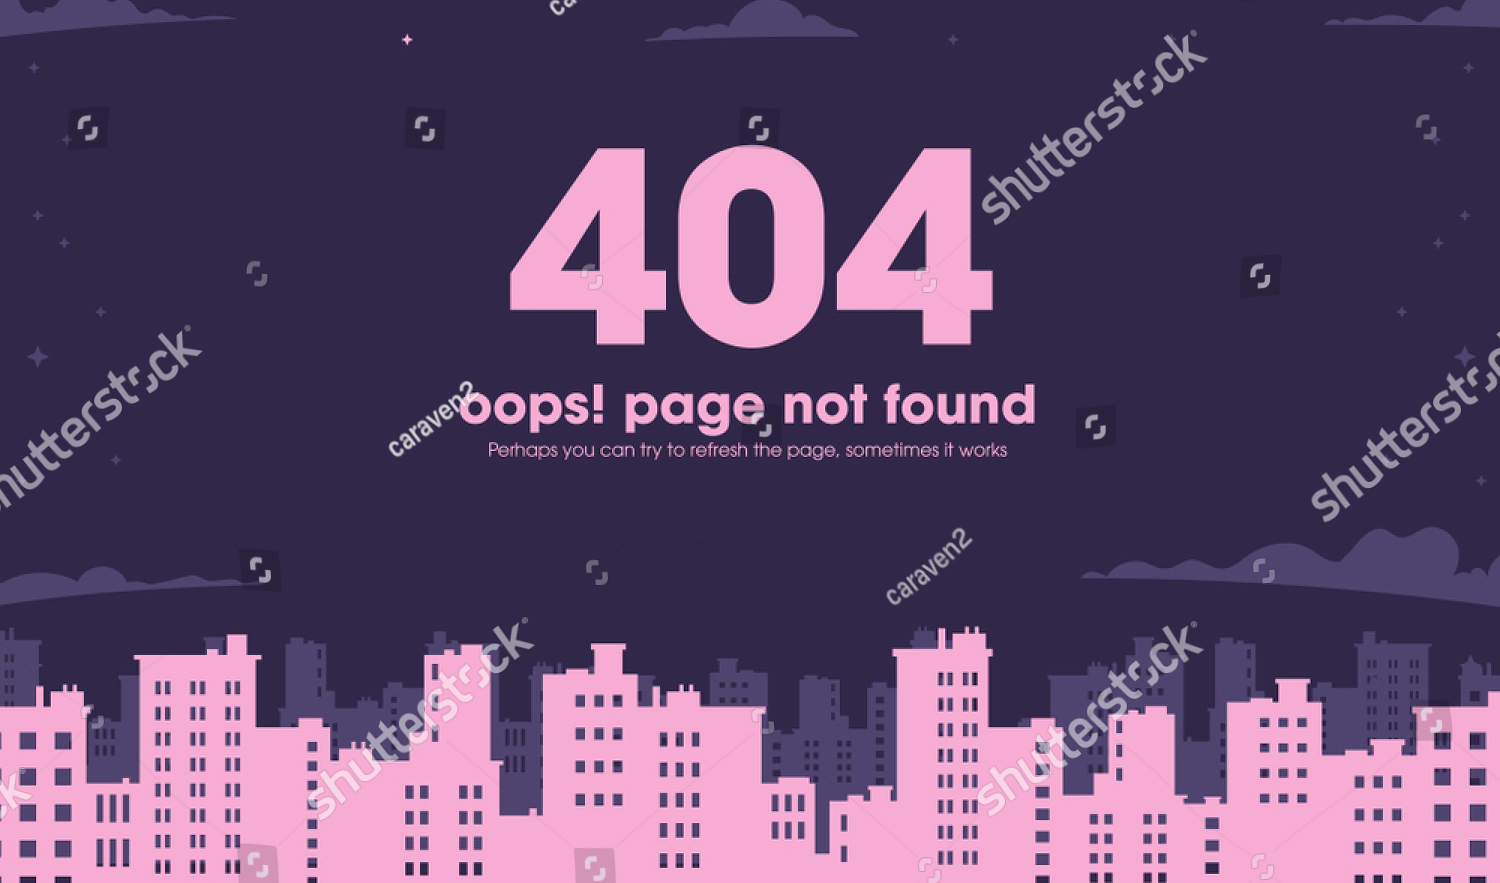 shutterstock
404
shutterstock
caraven2
oops! page not found
Perhaps you can try to refresh the page, sometimes it works
shutterstock
caraven2
shutterstock
shutterstock